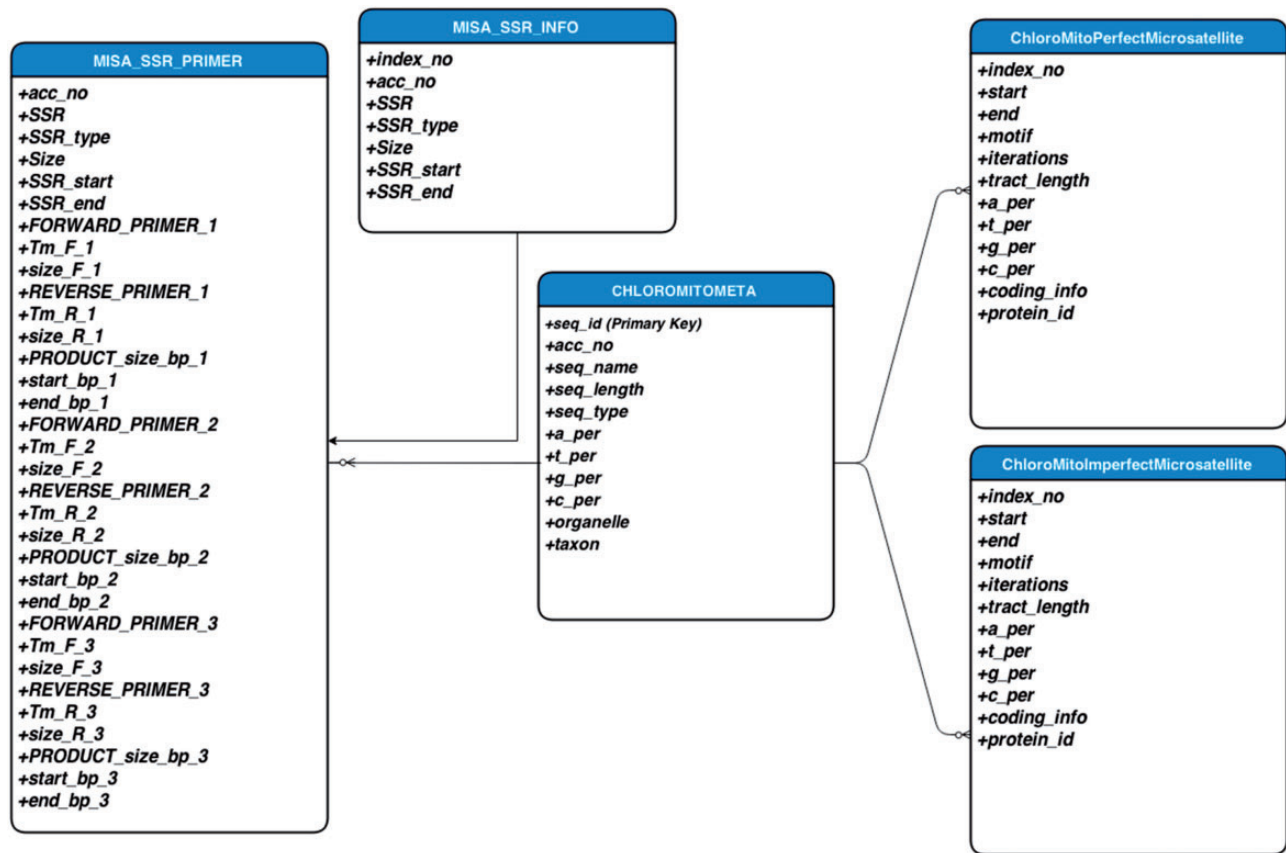 MISA_SSR_PRIMER
+acc_no
+SSR
+SSR_type
+Size
+SSR_start
+SSR_end
+FORWARD_PRIMER_1
+Tm_F_1
+size_F_1
+REVERSE_PRIMER_1
+Tm_R_1
+size_R_1
+PRODUCT_size_bp_1
+start_bp_1
+end_bp_1
+FORWARD_PRIMER_2
+Tm_F_2
+size_F_2
+REVERSE_PRIMER_2
+Tm_R_2
+size_R_2
+PRODUCT_size_bp_2
+start_bp_2
+end_bp_2
+FORWARD_PRIMER_3
+Tm_F_3
+size_F_3
+REVERSE_PRIMER_3
+Tm_R_3
+size_R_3
+PRODUCT_size_bp_3
+start_bp_3
+end_bp_3
MISA_SSR_INFO
+index_no
+acc_no
+SSR
+SSR_type
+Size
+SSR_start
+SSR_end
CHLOROMITOMETA
+seq_id (Primary Key)
+acc_no
+seq_name
+seq_length
+seq_type
+a_per
+t_per
+g_per
+c_per
+organelle
+taxon
ChloroMitoPerfectMicrosatellite
+index_no
+start
+end
+motif
+iterations
+tract_length
+a_per
+t_per
+g_per
+c_per
+coding_info
+protein_id
ChloroMitoImperfectMicrosatellite
+index_no
+start
+end
+motif
+iterations
+tract_length
+a_per
+t_per
+g_per
+c_per
+coding_info
+protein_id